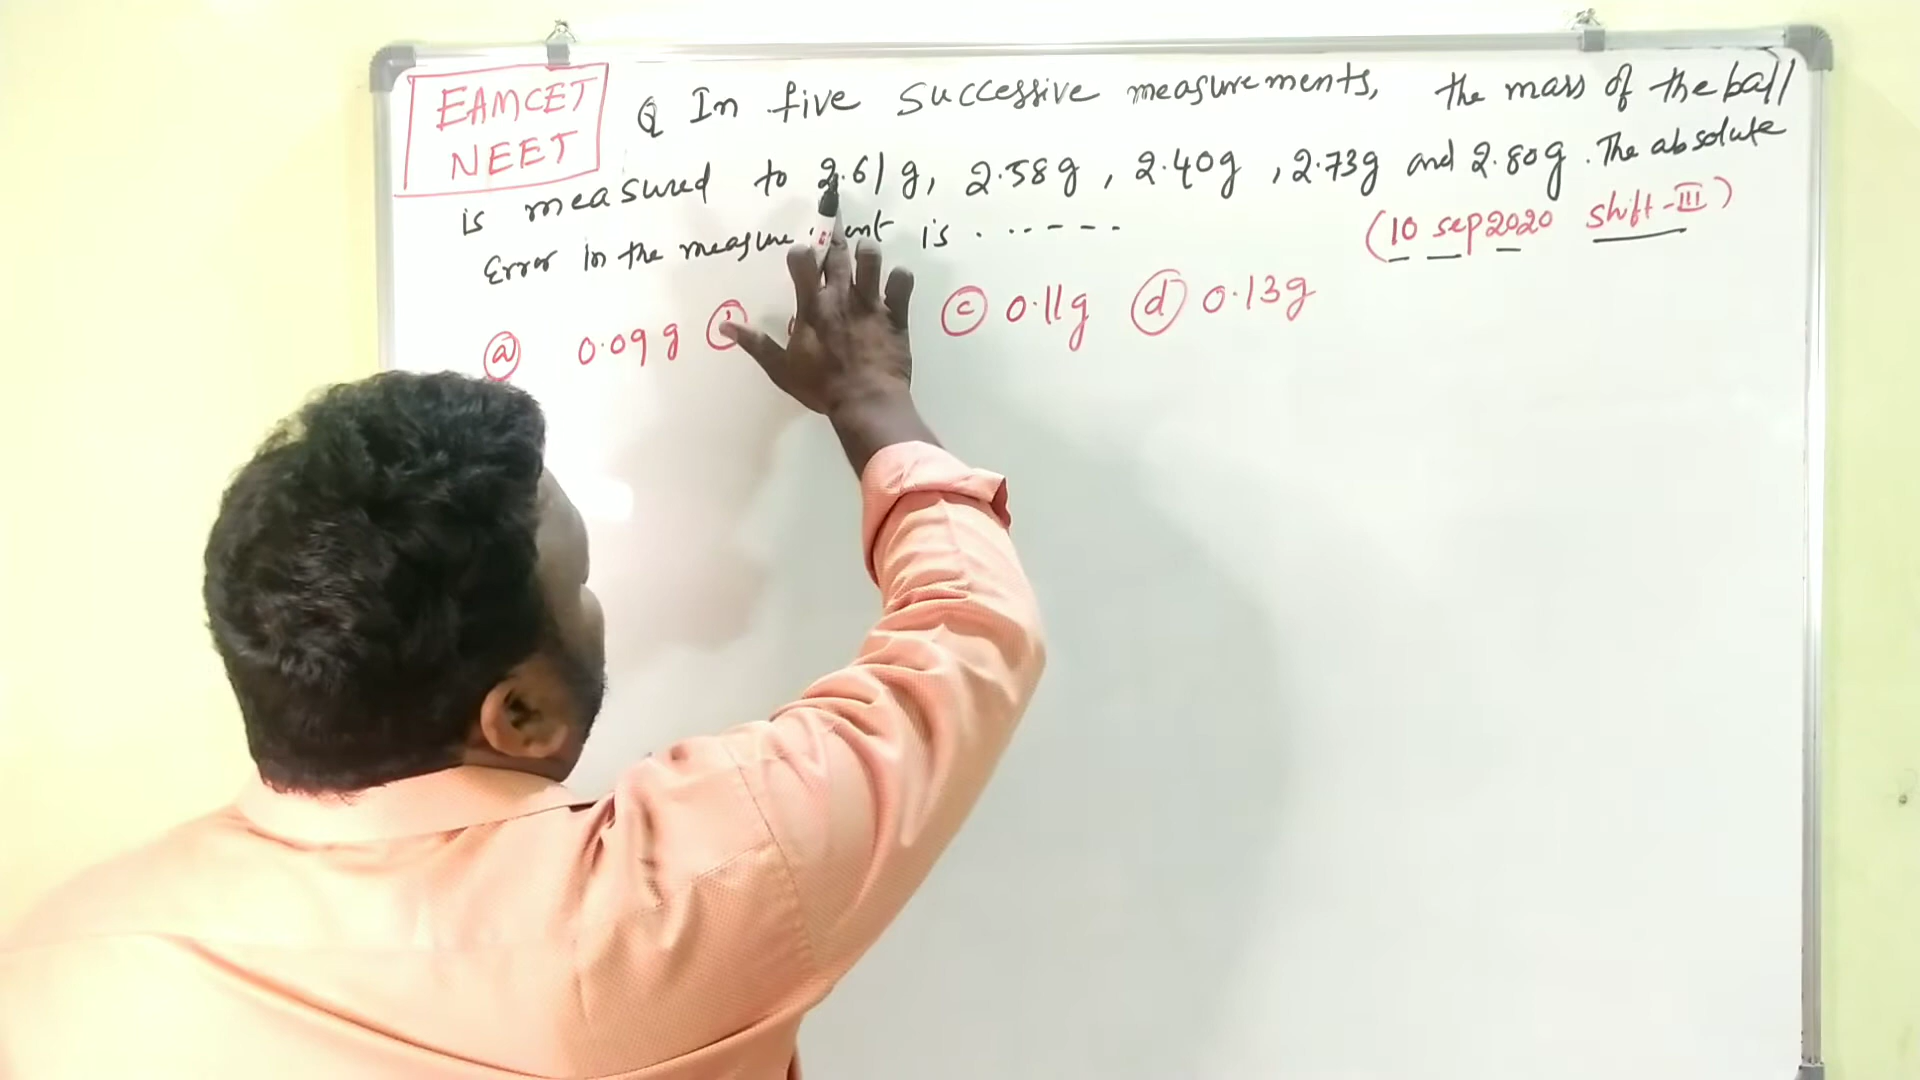 EAMCET
NEET
Q In five successive measurements, the mass of the ball
is measured to 2.61 g, 2.58g, 2.40g, 2.73g and 2.80g. The absolute
Error in the measurement is ......
(10 sep 2020 shift-III)
a 0.09 g c 0.11g d 0.13g